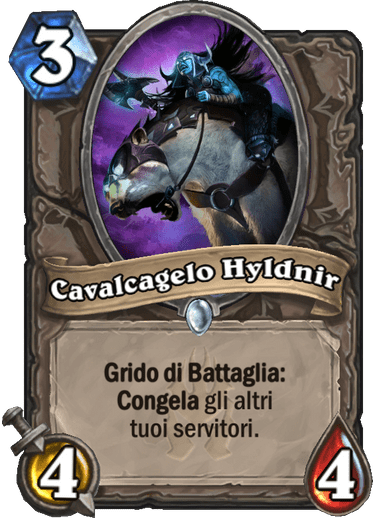 3
Cavalcagelo Hyldnir
Grido di Battaglia:
Congela gli altri
tuoi servitori.
4
4